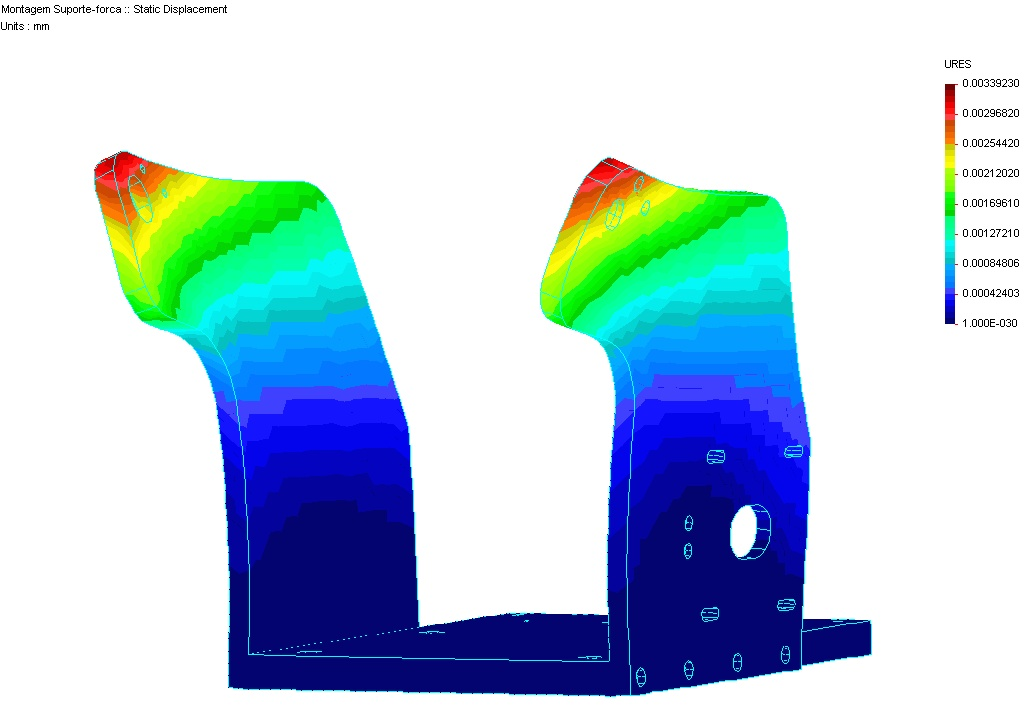 Montagem Suporte-forca :: Static Displacement
Units : mm
URES
0.00339230
0.00296820
0.00254420
0.00212020
0.00169610
0.00127210
0.00084806
0.00042403
1.000E-030